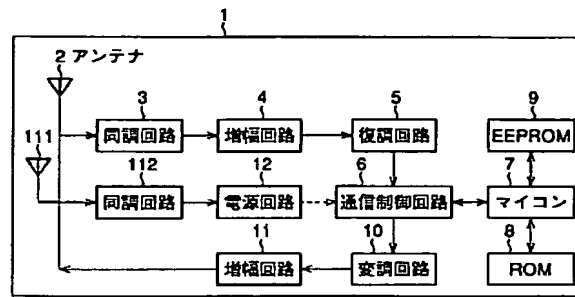 1
2 アンテナ
3 4 5 9
同調回路 増幅回路 復調回路 EEPROM
111
112 12 6 7
同調回路 電源回路 通信制御回路 マイコン
11 10 8
増幅回路 変調回路 ROM